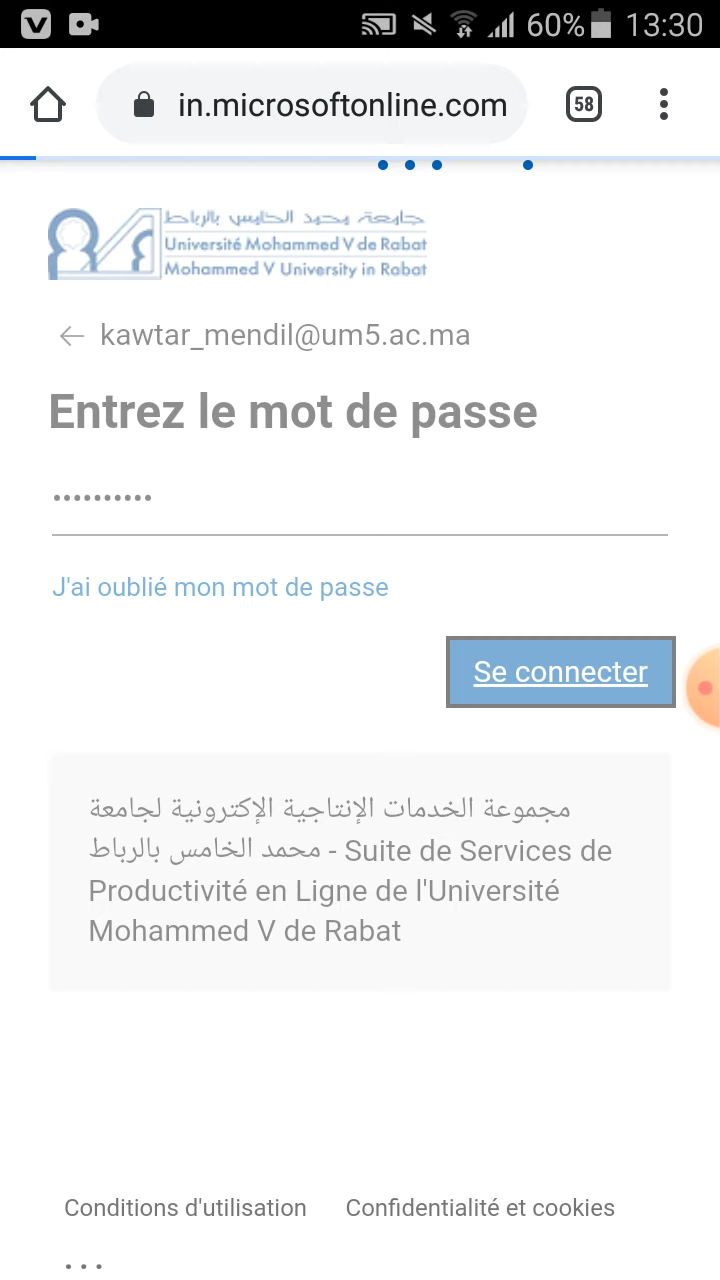 60% 13:30
in.microsoftonline.com 58
جامعة محمد الخامس بالرباط
Université Mohammed V de Rabat
Mohammed V University in Rabat
kawtar_mendil@um5.ac.ma
Entrez le mot de passe
••••••••••
J'ai oublié mon mot de passe
Se connecter
مجموعة الخدمات الإنتاجية الإكترونية لجامعة
محمد الخامس بالرباط - Suite de Services de
Productivité en Ligne de l'Université
Mohammed V de Rabat
Conditions d'utilisation Confidentialité et cookies
...